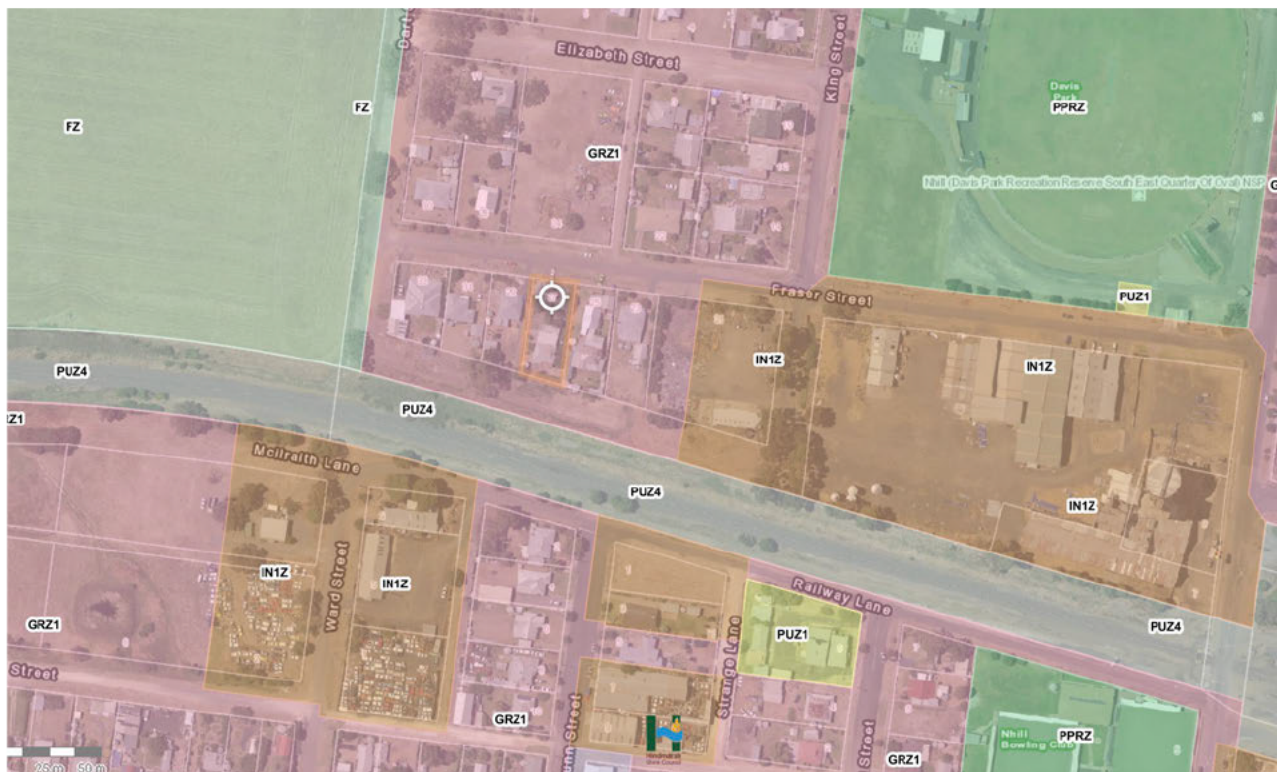 Elizabeth Street
King Street
Davis
Park
PPRZ
FZ
FZ
GRZ1
Nhill (Davis Park Recreation Reserve South East Quarter Of Oval) NSP
Fraser Street
PUZ1
IN1Z
IN1Z
PUZ4
PUZ4
McIlraith Lane
PUZ4
IN1Z
IN1Z
IN1Z
Ward Street
Railway Lane
PUZ1
PUZ4
GRZ1
Strange Lane
Street
GRZ1
Street
Nhill
Bowling Club
PPRZ
GRZ1
25 m 50 m